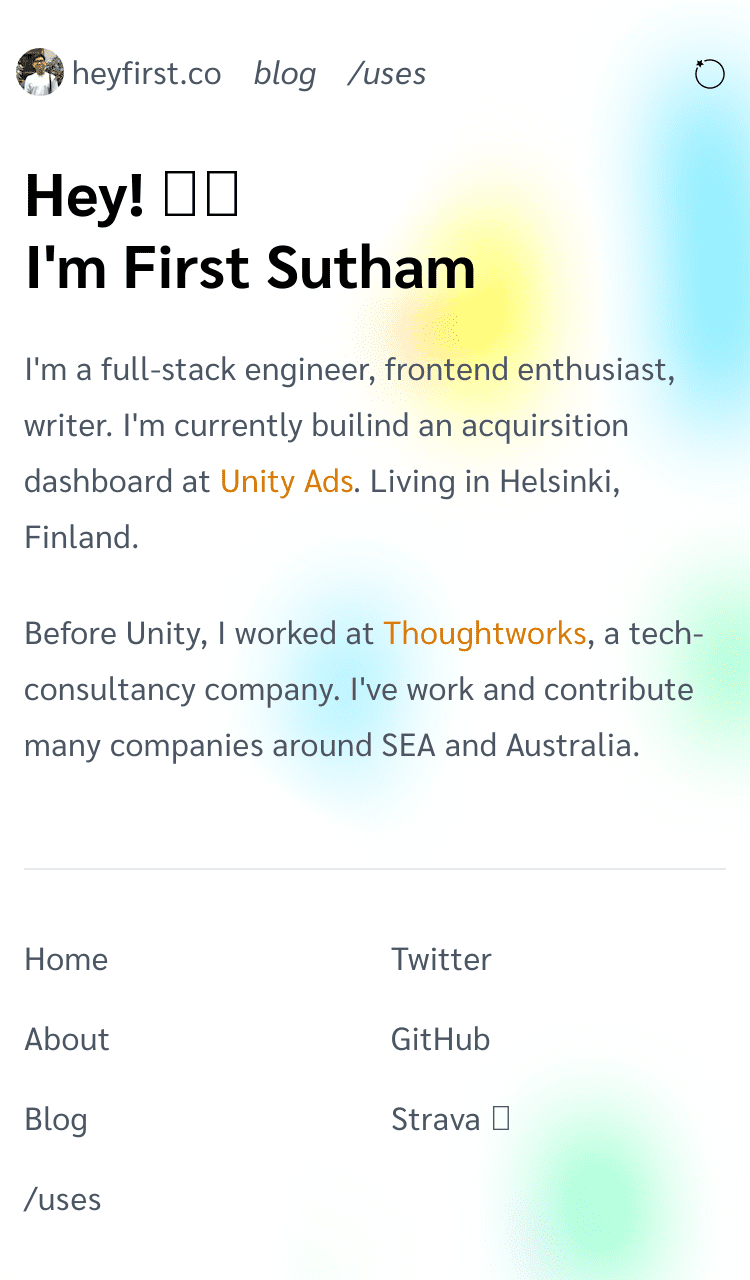 heyfirst.co blog /uses
Hey!
I'm First Sutham
I'm a full-stack engineer, frontend enthusiast,
writer. I'm currently builind an acquirsition
dashboard at Unity Ads. Living in Helsinki,
Finland.
Before Unity, I worked at Thoughtworks, a tech-
consultancy company. I've work and contribute
many companies around SEA and Australia.
Home
Twitter
About
GitHub
Blog
Strava
/uses